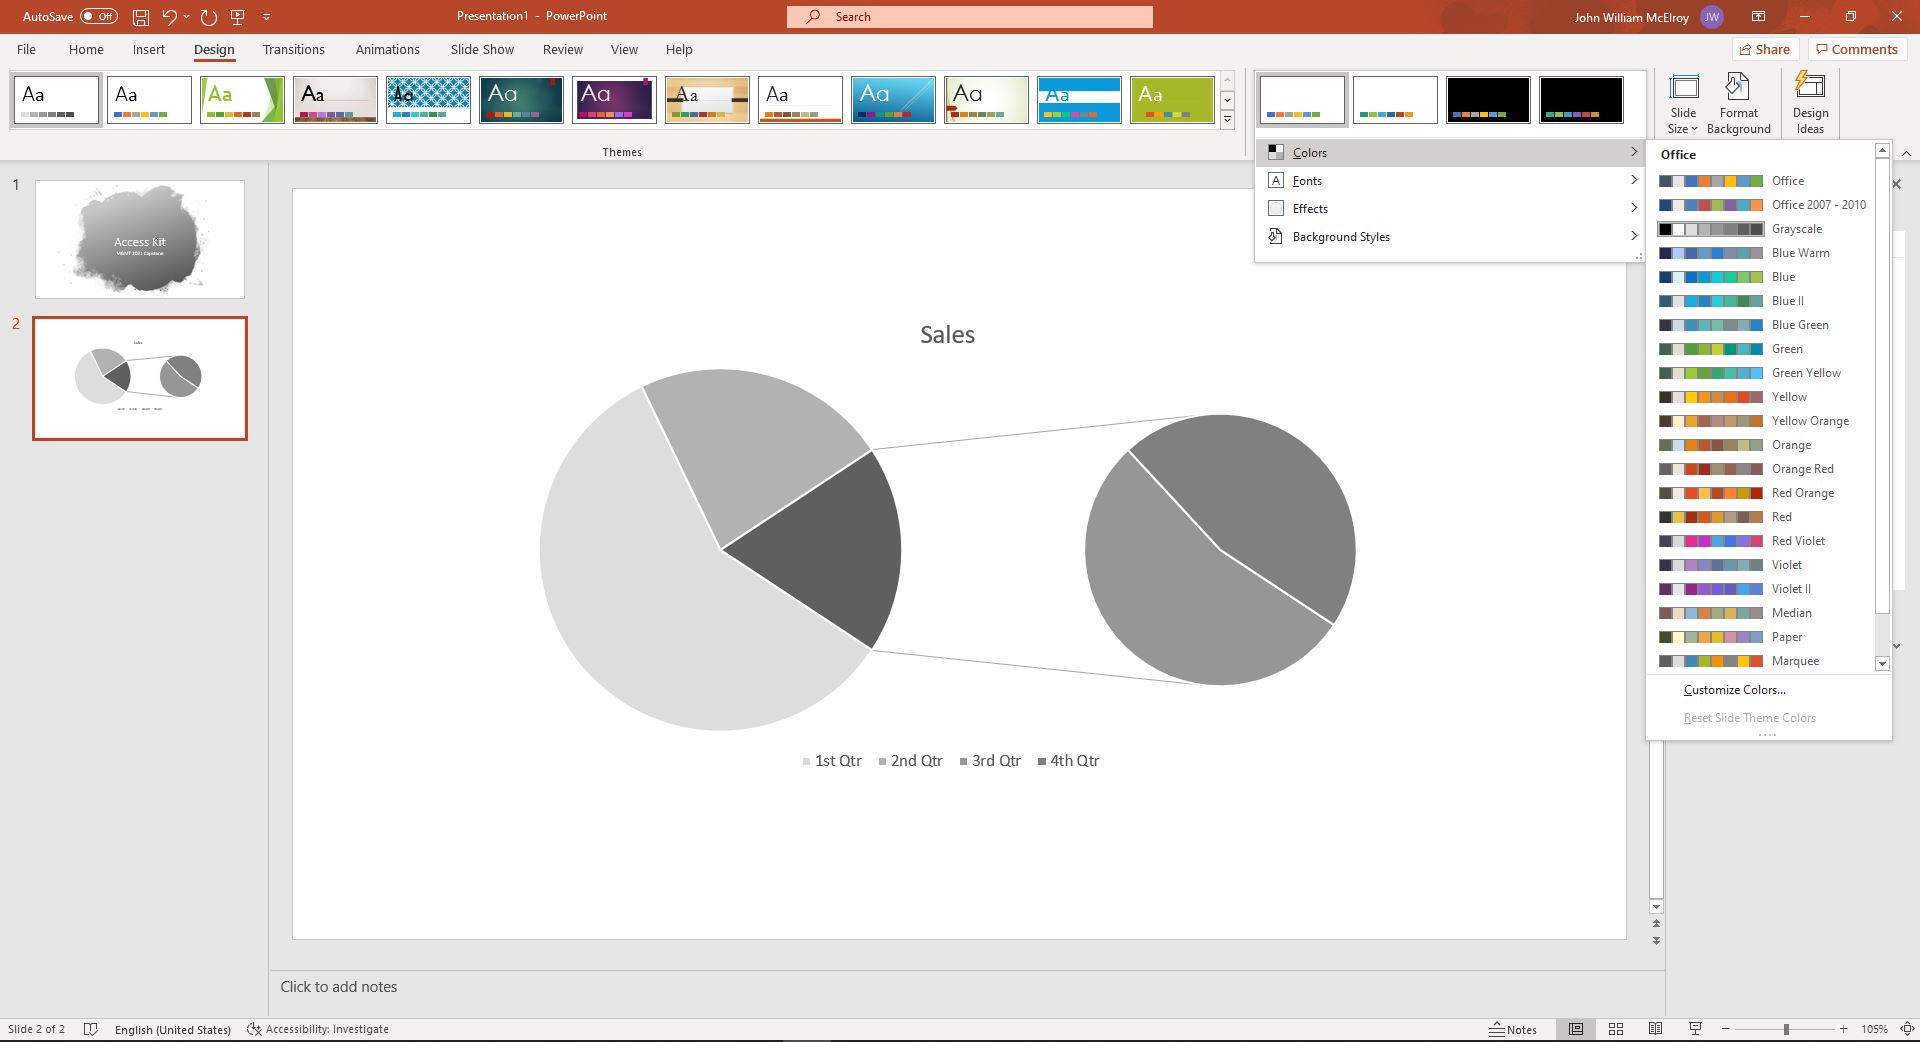 AutoSave Off
Presentation1 - PowerPoint
Search
John William McElroy JW
File Home Insert Design Transitions Animations Slide Show Review View Help
Share Comments
Aa Aa Aa Aa Aa Aa Aa Aa Aa Aa Aa Aa Aa
Slide Size
Format Background
Design Ideas
Themes
Colors
A Fonts
Effects
Background Styles
Office
Office
Office 2007 - 2010
Grayscale
Blue Warm
Blue
Blue II
Blue Green
Green
Green Yellow
Yellow
Yellow Orange
Orange
Orange Red
Red Orange
Red
Red Violet
Violet
Violet II
Median
Paper
Marquee
Customize Colors...
Reset Slide Theme Colors
1
Access Kit
MGNT 2021 Capstone
2
Sales
Sales
1st Qtr 2nd Qtr 3rd Qtr 4th Qtr
Click to add notes
Slide 2 of 2 English (United States) Accessibility: Investigate
Notes 105%